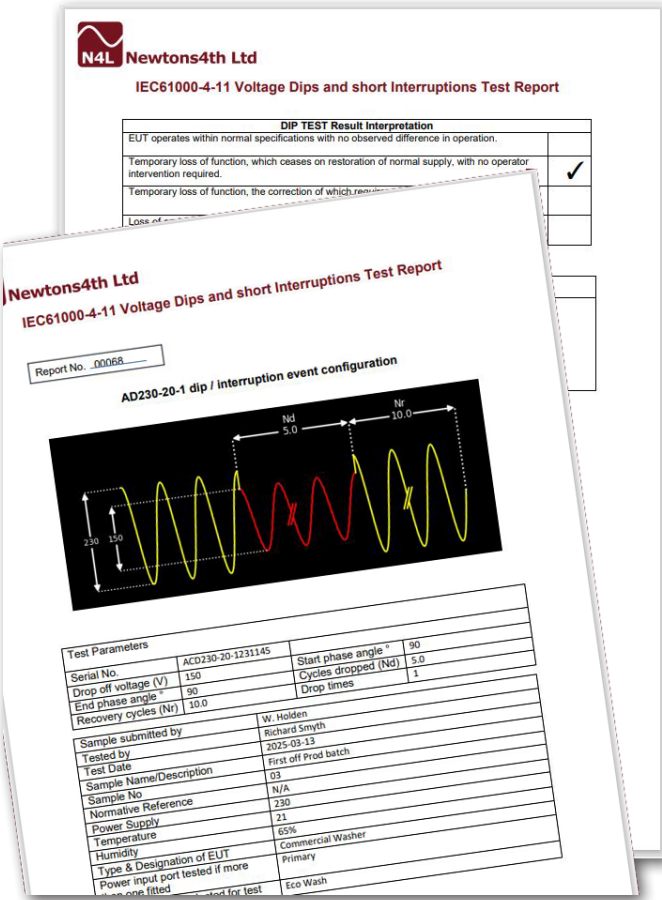 N4L Newtons4th Ltd
IEC61000-4-11 Voltage Dips and short Interruptions Test Report
DIP TEST Result Interpretation
EUT operates within normal specifications with no observed difference in operation.
Temporary loss of function, which ceases on restoration of normal supply, with no operator
intervention required.
✓
Temporary loss of function, the correction of which
Loss of
Newtons4th Ltd
IEC61000-4-11 Voltage Dips and short Interruptions Test Report
Report No. 00068
AD230-20-1 dip / interruption event configuration
Nd
5.0
Nr
10.0
230
150
Test Parameters
Serial No. ACD230-20-1231145
Drop off voltage (V) 150 Start phase angle ° 90
End phase angle ° 90 Cycles dropped (Nd) 5.0
Recovery cycles (Nr) 10.0 Drop times 1
Sample submitted by W. Holden
Tested by Richard Smyth
Test Date 2025-03-13
Sample Name/Description First off Prod batch
Sample No 03
Normative Reference N/A
Power Supply 230
Temperature 21
Humidity 65%
Type & Designation of EUT Commercial Washer
Power input port tested if more Primary
than one fitted
for test Eco Wash